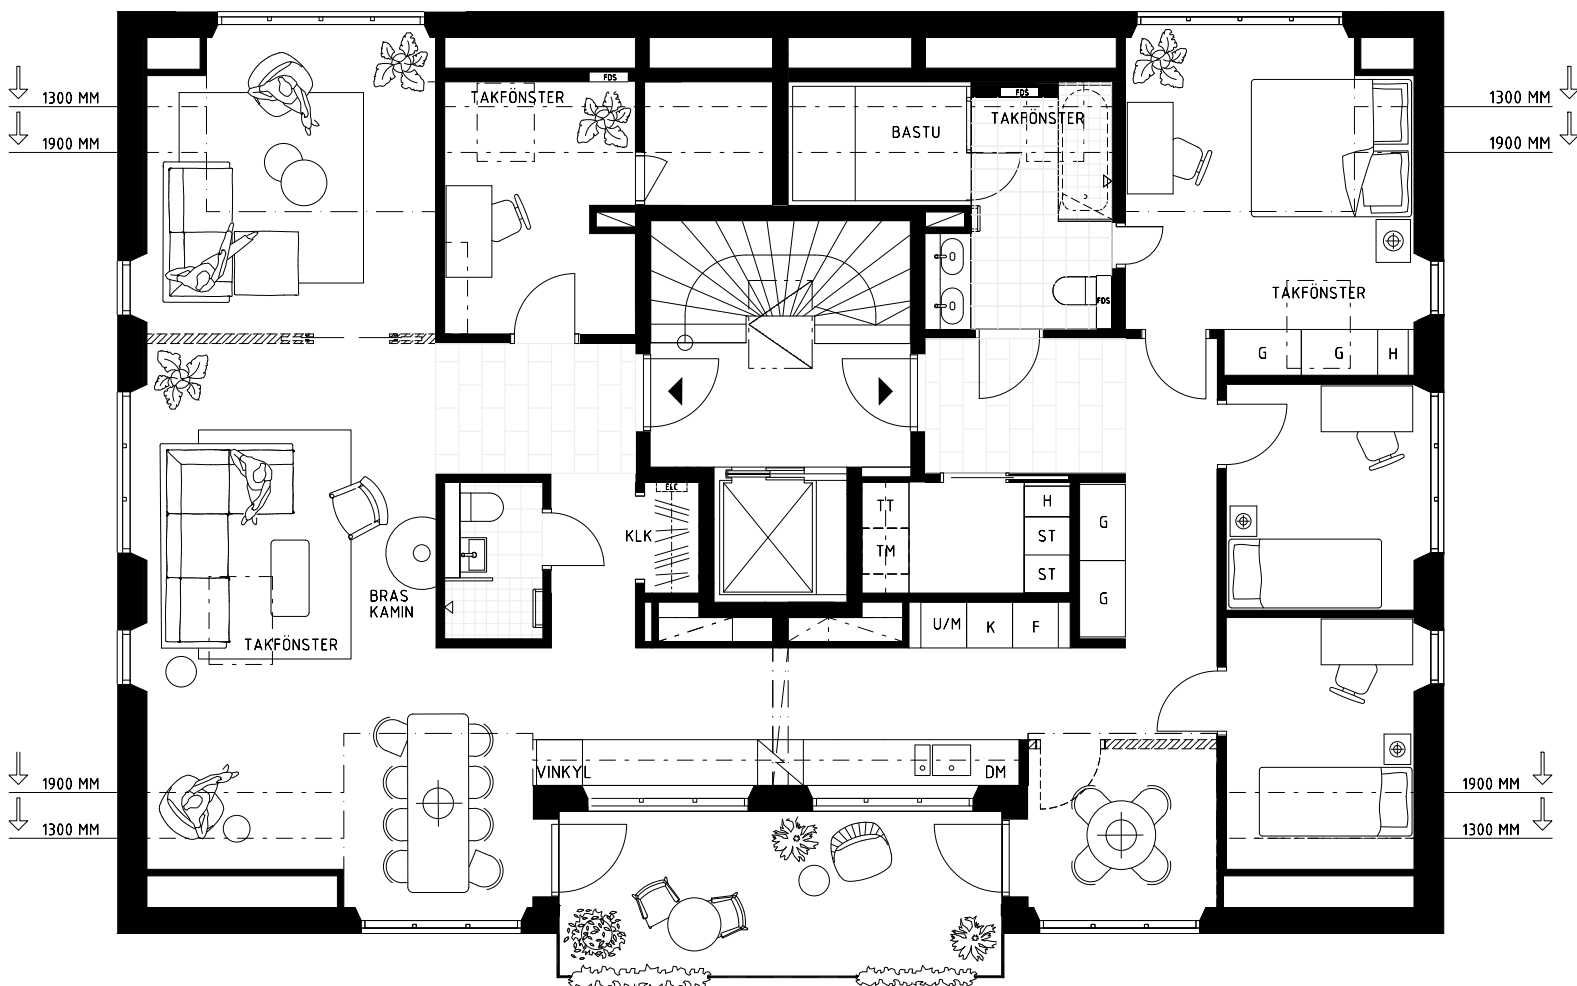 FDS
TAKFÖNSTER
FDS
TAKFÖNSTER
1300 MM
1300 MM
BASTU
1900 MM
1900 MM
TAKFÖNSTER
FDS
G
G
H
ELC
H
TT
KLK
ST
G
TM
ST
BRAS
KAMIN
G
U/M
K
F
TAKFÖNSTER
VINKYL
DM
1900 MM
1900 MM
1300 MM
1300 MM